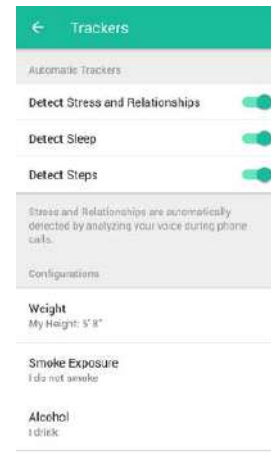 Trackers
Automatic Trackers
Detect Stress and Relationships
Detect Sleep
Detect Steps
Stress and Relationships are automatically
detected by analyzing your voice during phone
calls.
Configurations
Weight
My Height: 5' 8"
Smoke Exposure
I do not smoke
Alcohol
I drink